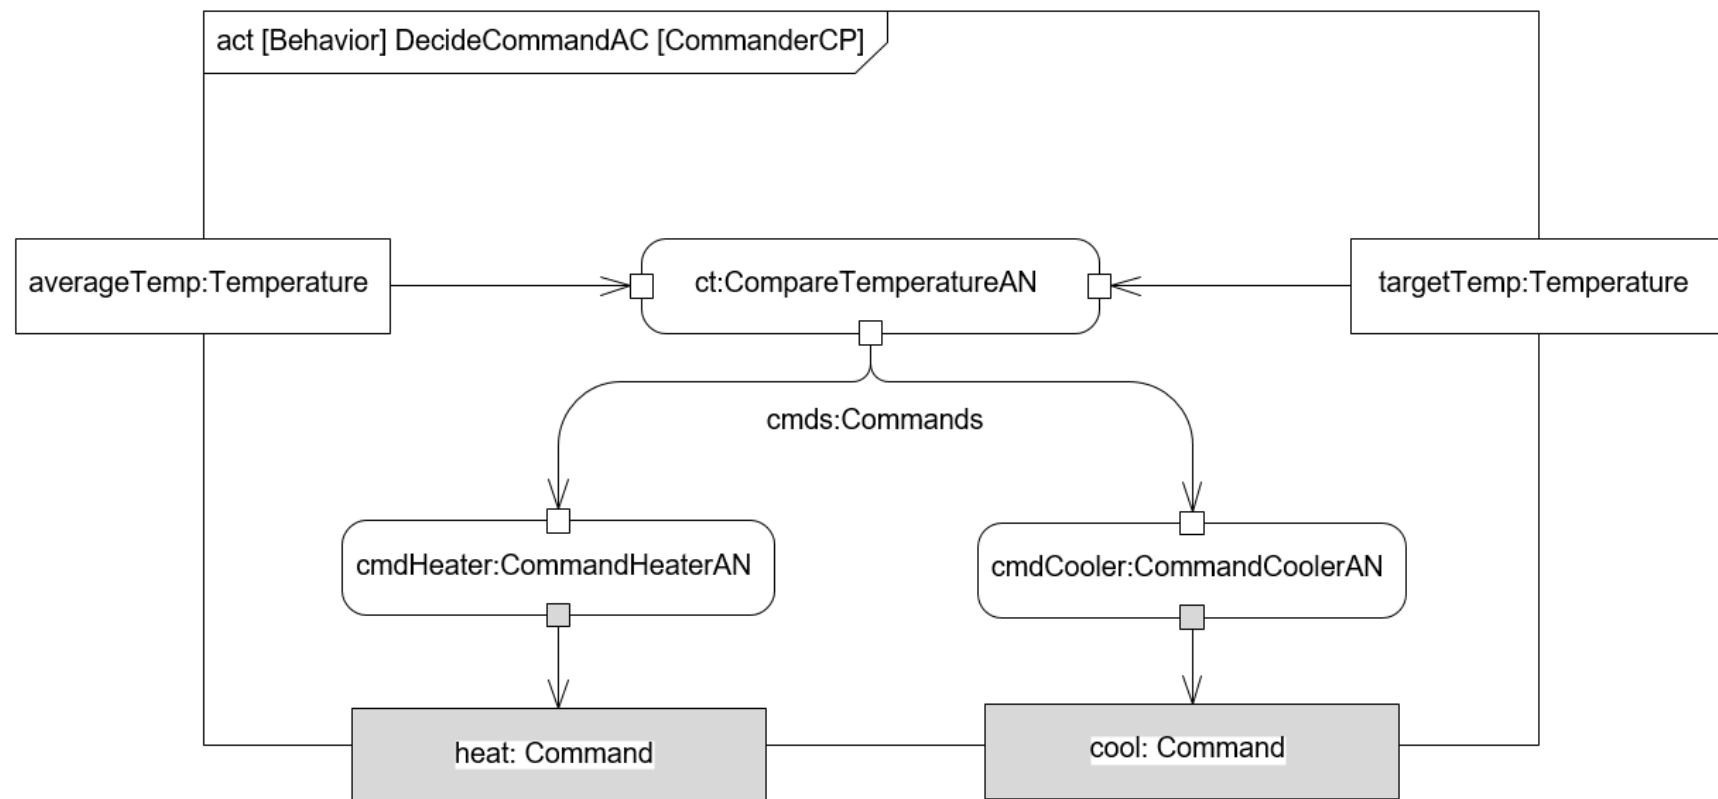 act [Behavior] DecideCommandAC [CommanderCP]
averageTemp:Temperature
ct:CompareTemperatureAN
targetTemp:Temperature
cmds:Commands
cmdHeater:CommandHeaterAN
cmdCooler:CommandCoolerAN
heat: Command
cool: Command